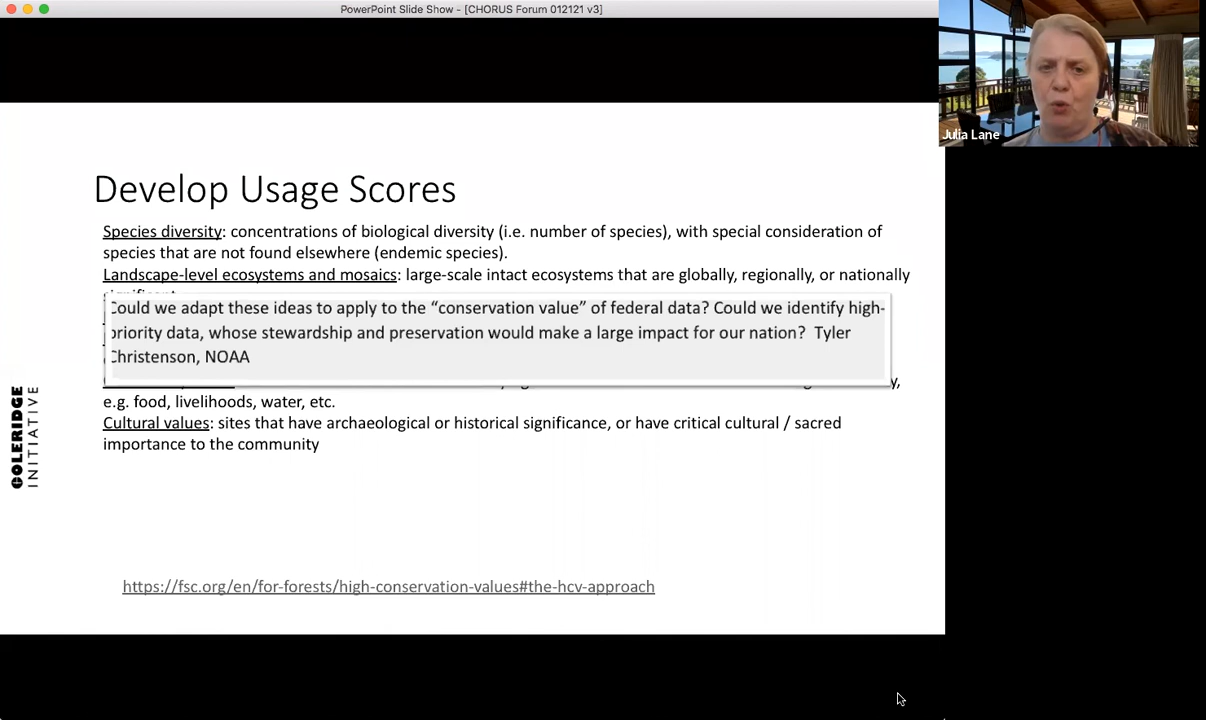 PowerPoint Slide Show - [CHORUS Forum 012121 v3]
Julia Lane
Develop Usage Scores
Species diversity: concentrations of biological diversity (i.e. number of species), with special consideration of
species that are not found elsewhere (endemic species).
Landscape-level ecosystems and mosaics: large-scale intact ecosystems that are globally, regionally, or nationally
Could we adapt these ideas to apply to the “conservation value” of federal data? Could we identify high-
priority data, whose stewardship and preservation would make a large impact for our nation?  Tyler
Christenson, NOAA
e.g. food, livelihoods, water, etc.
Cultural values: sites that have archaeological or historical significance, or have critical cultural / sacred
importance to the community
COLERIDGE
INITIATIVE
https://fsc.org/en/for-forests/high-conservation-values#the-hcv-approach